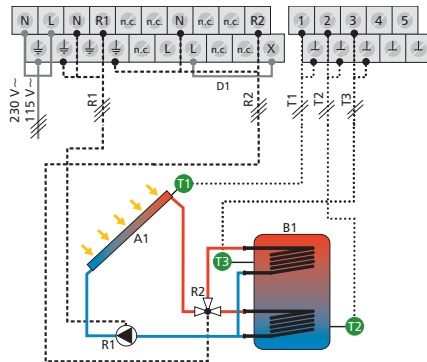 N L N R1 n.c. n.c. N n.c. R2 1 2 3 4 5
n.c. n.c. L L n.c. X
D1
230 V~
115 V~
R1
R2
T1
T2
T3
T1
A1
B1
T3
R2
T2
R1